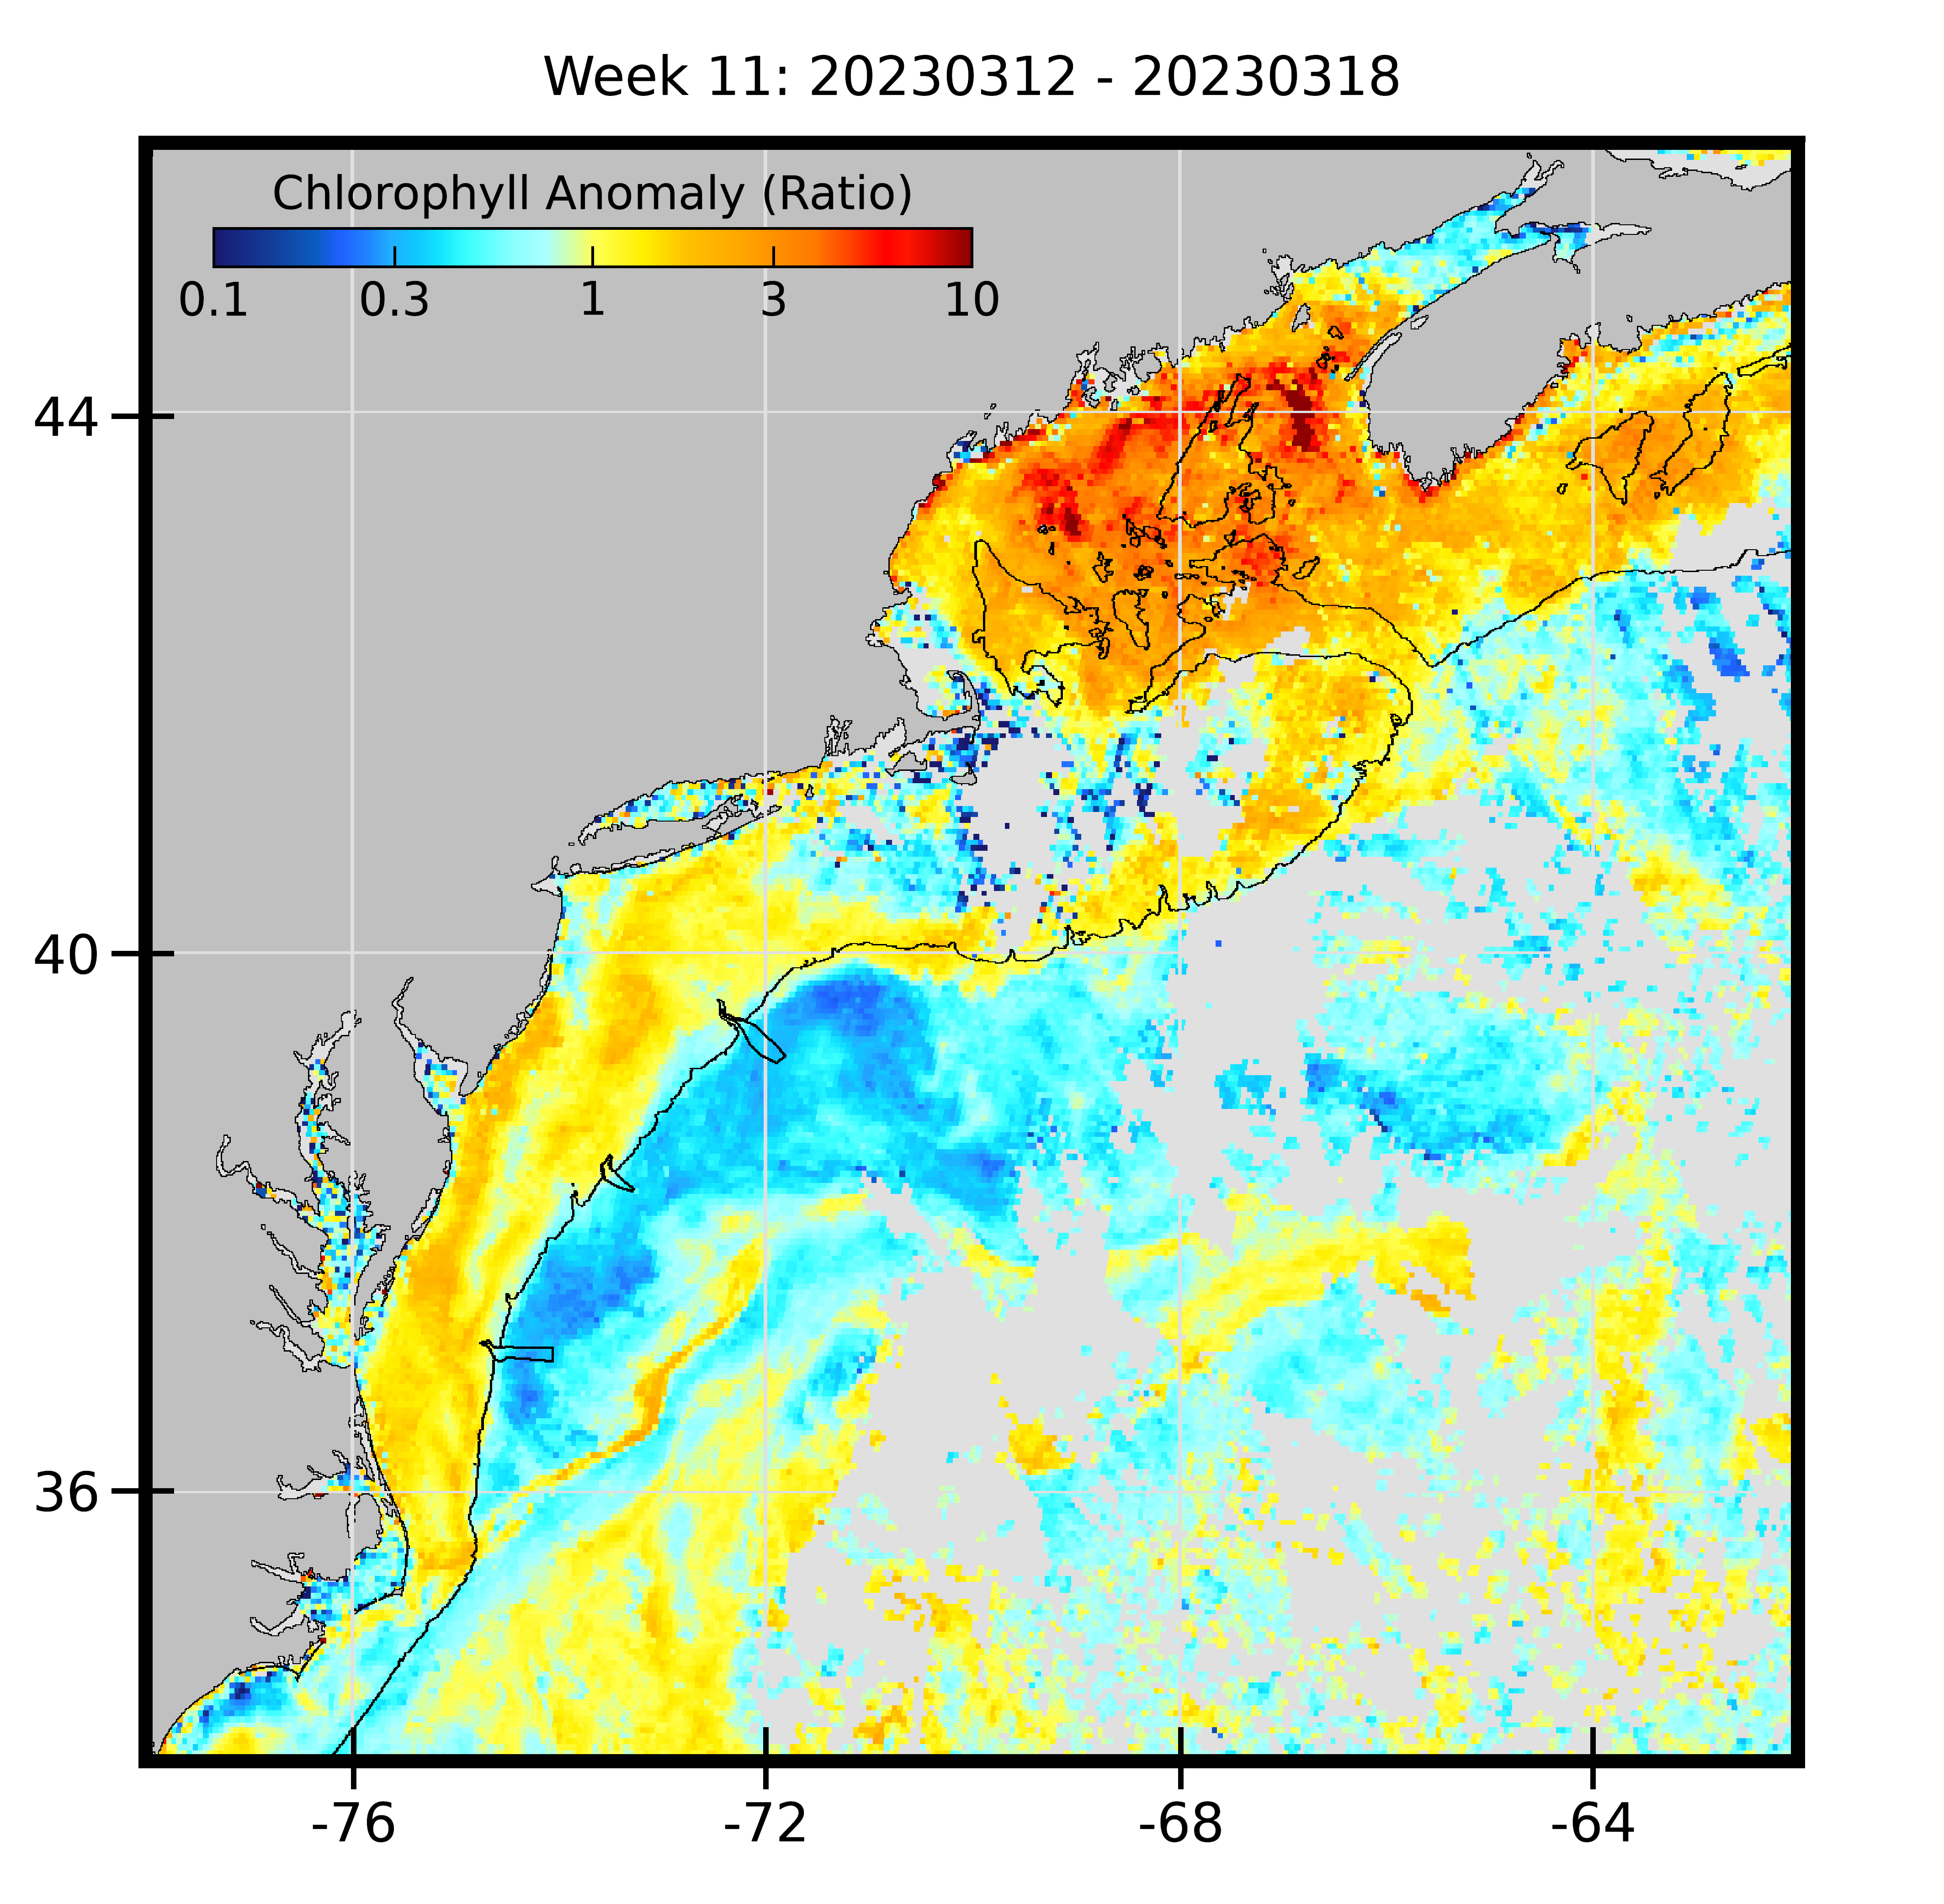 Week 11: 20230312 - 20230318
Chlorophyll Anomaly (Ratio)
0.1 0.3 1 3 10
44
40
36
-76 -72 -68 -64